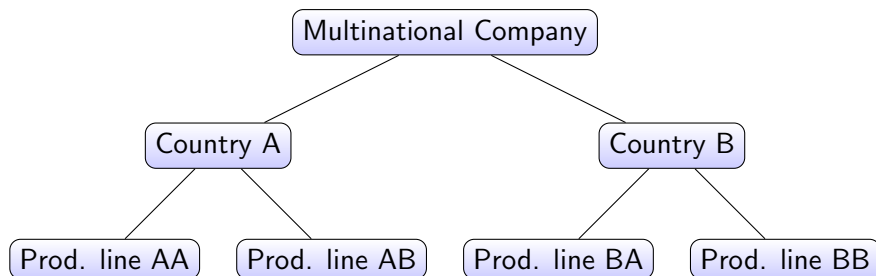 Multinational Company
Country A
Country B
Prod. line AA
Prod. line AB
Prod. line BA
Prod. line BB